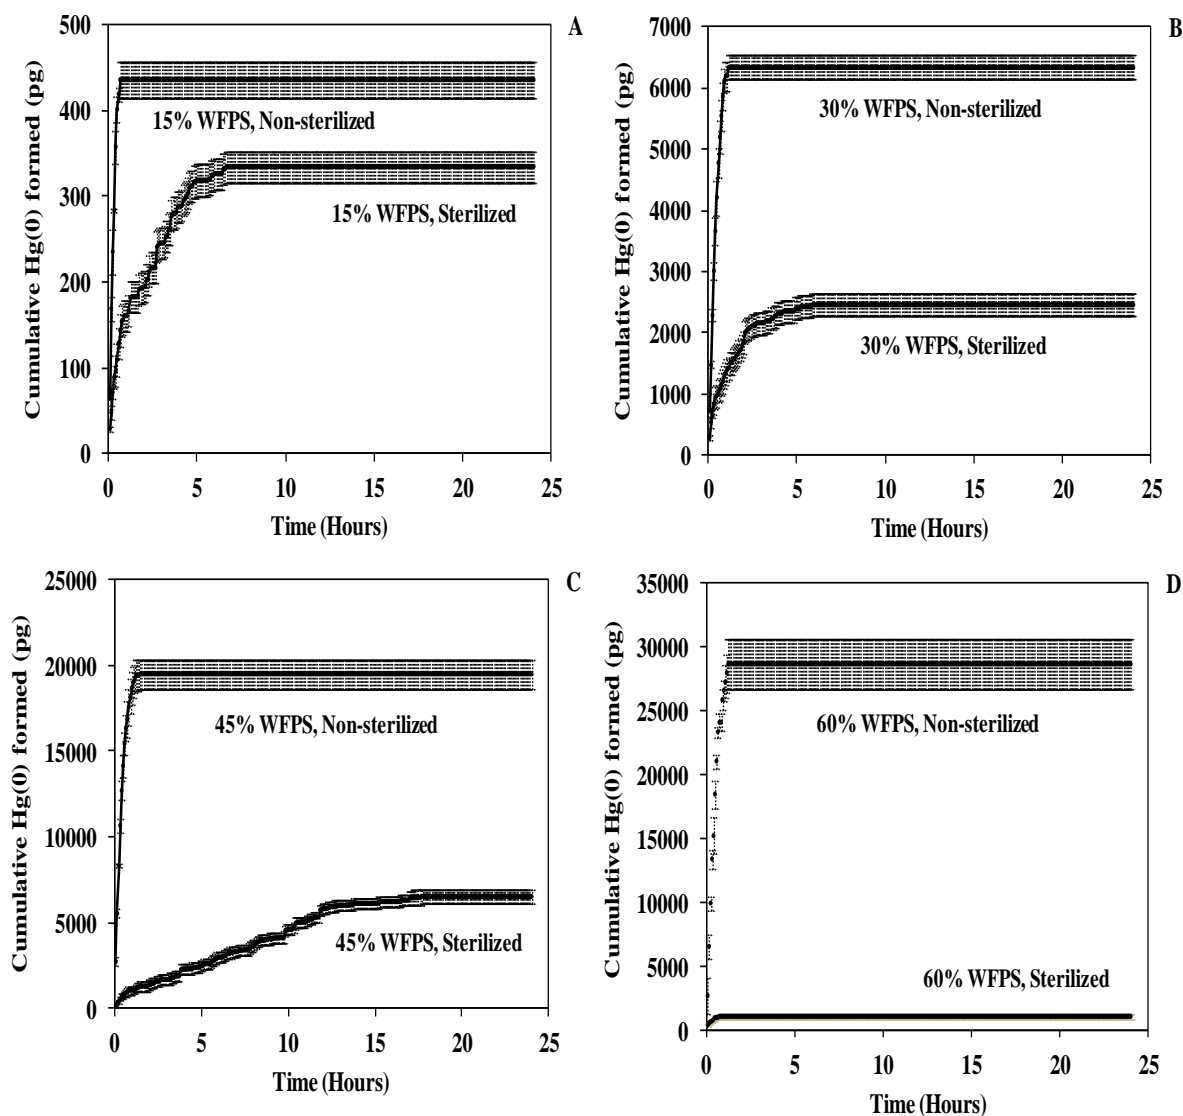 A
Cumulative Hg(0) formed (pg)
500
400
300
200
100
0
15% WFPS, Non-sterilized
15% WFPS, Sterilized
0 5 10 15 20 25
Time (Hours)
B
Cumulative Hg(0) formed (pg)
7000
6000
5000
4000
3000
2000
1000
0
30% WFPS, Non-sterilized
30% WFPS, Sterilized
0 5 10 15 20 25
Time (Hours)
C
Cumulative Hg(0) formed (pg)
25000
20000
15000
10000
5000
0
45% WFPS, Non-sterilized
45% WFPS, Sterilized
0 5 10 15 20 25
Time (Hours)
D
Cumulative Hg(0) formed (pg)
35000
30000
25000
20000
15000
10000
5000
0
60% WFPS, Non-sterilized
60% WFPS, Sterilized
0 5 10 15 20 25
Time (Hours)